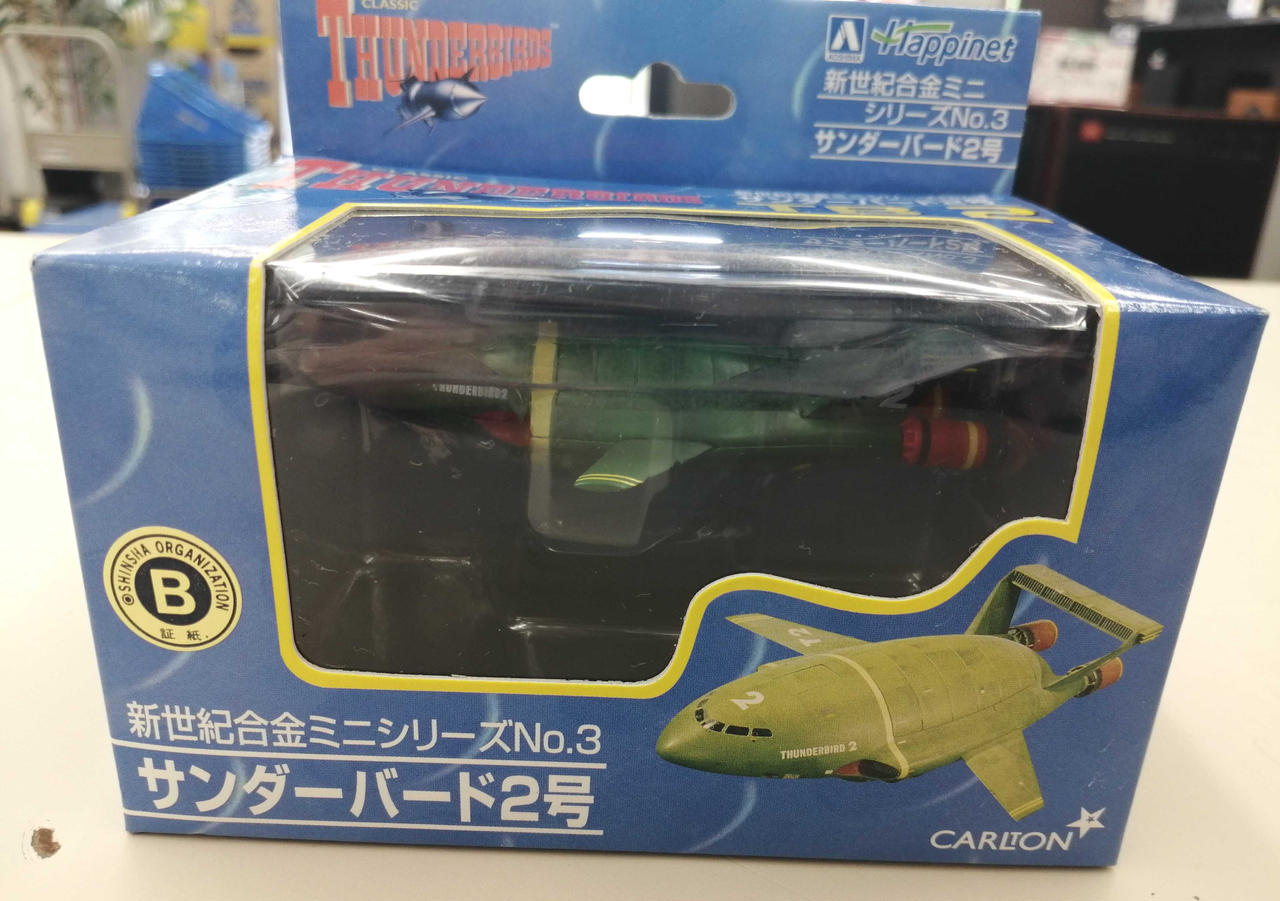 CLASSIC
THUNDERBIRDS
Happinet
新世紀合金ミニ
シリーズNo.3
サンダーバード2号
THUNDERBIRD2
2
SHINSHA ORGANIZATION
B
証紙
新世紀合金ミニシリーズNo.3
サンダーバード2号
2
THUNDERBIRD 2
CARLTON